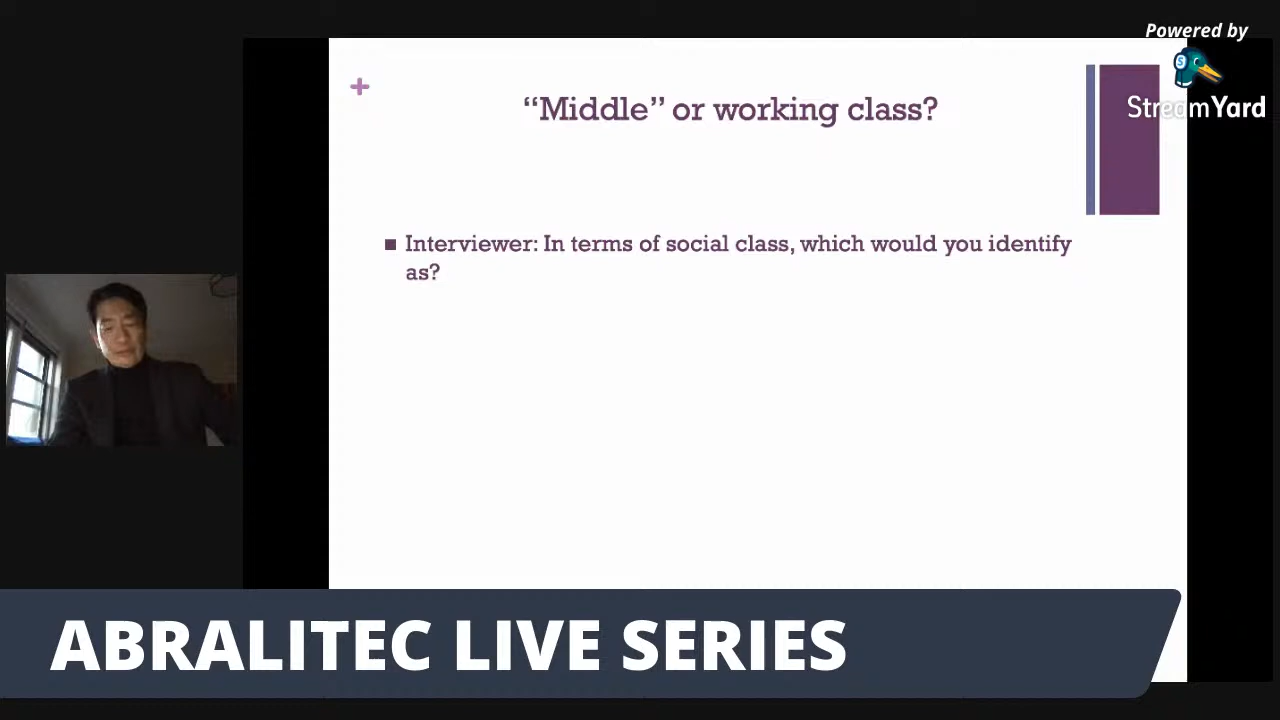 Powered by
StreamYard
“Middle” or working class?
Interviewer: In terms of social class, which would you identify
as?
ABRALITEC LIVE SERIES